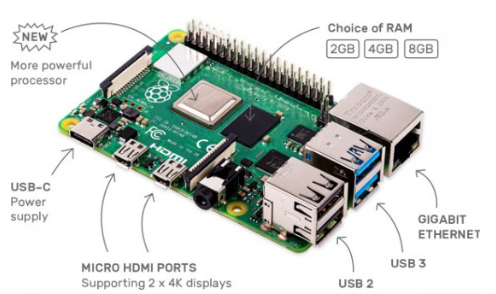 NEW
More powerful
processor
Choice of RAM
2GB 4GB 8GB
HDMI
USB-C
Power
supply
MICRO HDMI PORTS
Supporting 2 x 4K displays
USB 2
USB 3
GIGABIT
ETHERNET